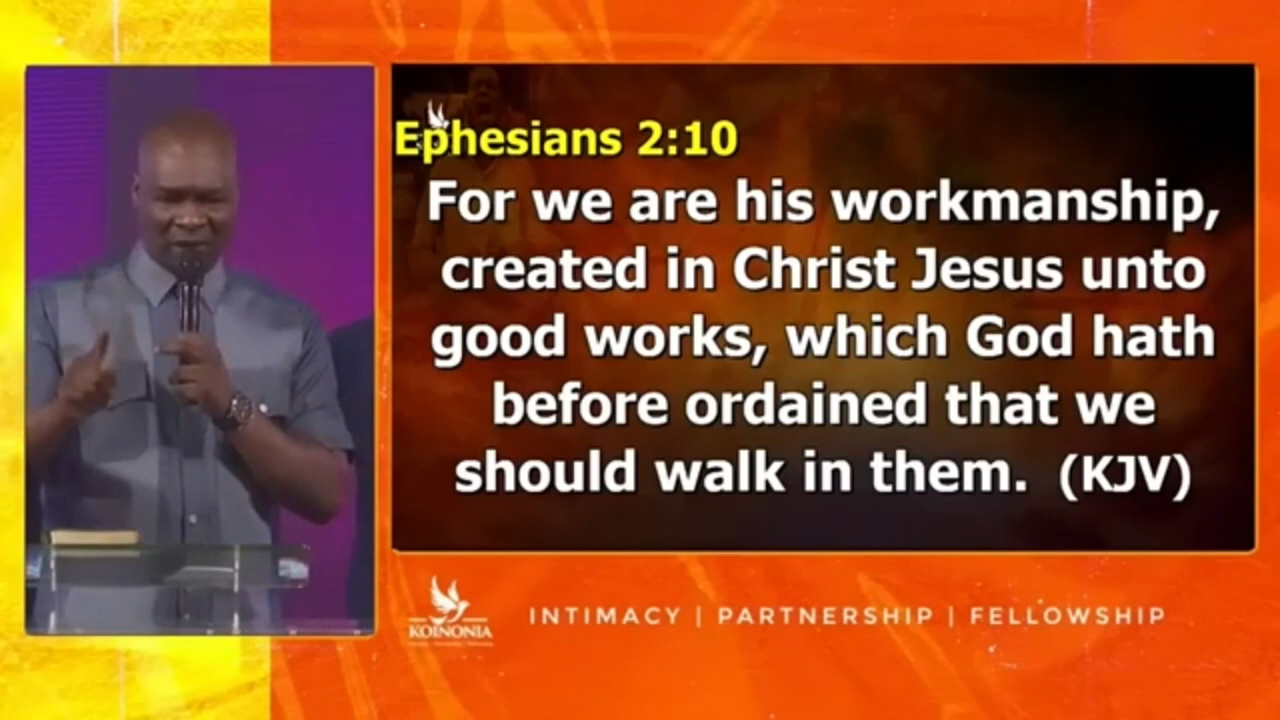 Ephesians 2:10
For we are his workmanship,
created in Christ Jesus unto
good works, which God hath
before ordained that we
should walk in them. (KJV)
KOINONIA
INTIMACY | PARTNERSHIP | FELLOWSHIP